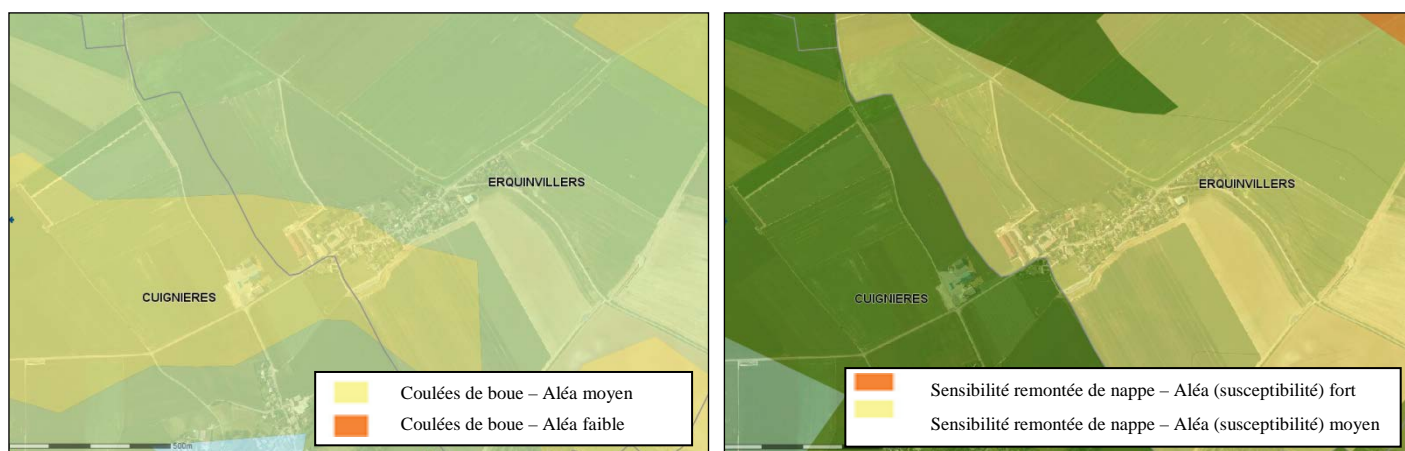 ERQUINVILLERS
CUIGNIERES
Coulées de boue – Aléa moyen
Coulées de boue – Aléa faible
500m
ERQUINVILLERS
CUIGNIERES
Sensibilité remontée de nappe – Aléa (susceptibilité) fort
Sensibilité remontée de nappe – Aléa (susceptibilité) moyen